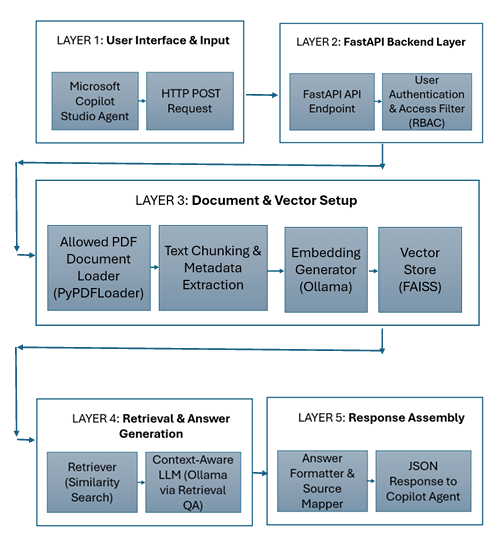 LAYER 1: User Interface & Input
Microsoft
Copilot
Studio Agent
HTTP POST
Request
LAYER 2: FastAPI Backend Layer
FastAPI API
Endpoint
User
Authentication
& Access Filter
(RBAC)
LAYER 3: Document & Vector Setup
Allowed PDF
Document
Loader
(PyPDFLoader)
Text Chunking &
Metadata
Extraction
Embedding
Generator
(Ollama)
Vector
Store
(FAISS)
LAYER 4: Retrieval & Answer
Generation
Retriever
(Similarity
Search)
Context-Aware
LLM (Ollama
via Retrieval
QA)
LAYER 5: Response Assembly
Answer
Formatter &
Source
Mapper
JSON
Response to
Copilot Agent